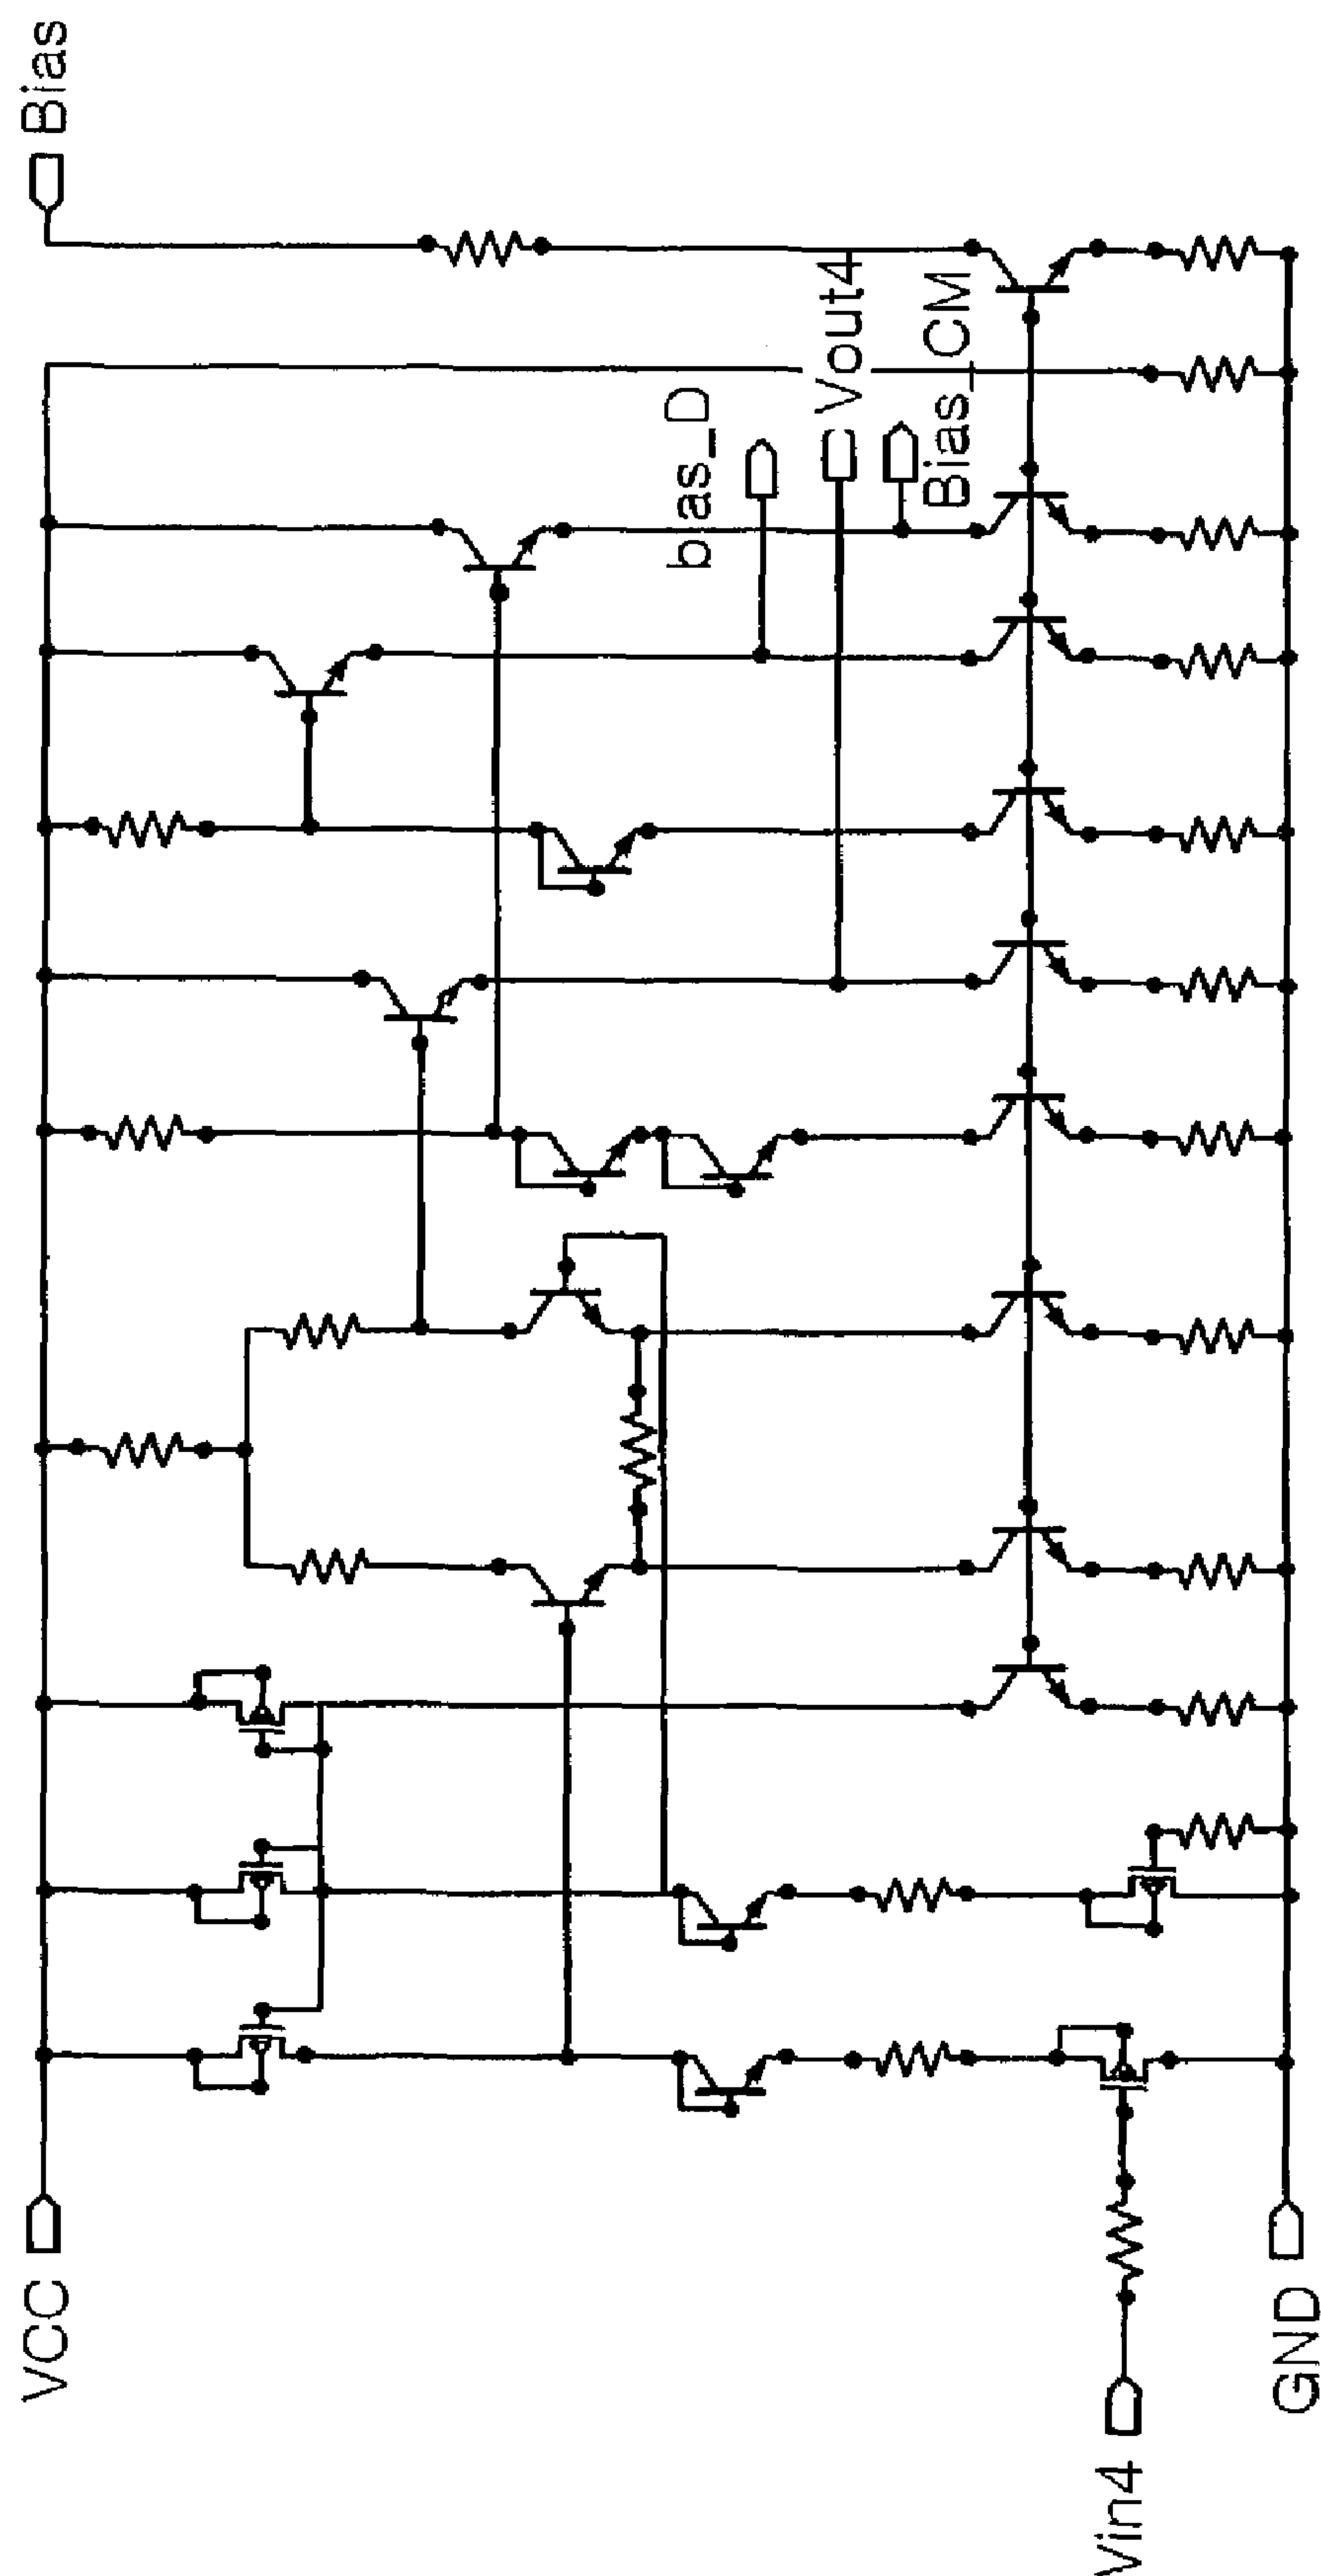 Bias
bias_D
Vout4
Bias_CM
VCC
GND
Vin4